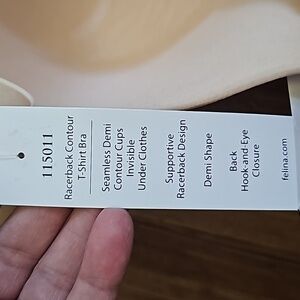 115011
Racerback Contour
T-Shirt Bra
Seamless Demi
Contour Cups
Invisible
Under Clothes
Supportive
Racerback Design
Demi Shape
Back
Hook-and-Eye
Closure
felina.com